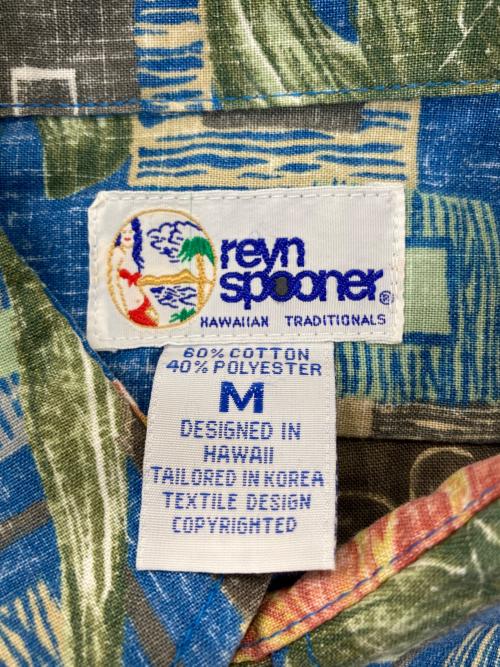 reyn
spooner®
HAWAIIAN TRADITIONALS
60% COTTON
40% POLYESTER
M
DESIGNED IN
HAWAII
TAILORED IN KOREA
TEXTILE DESIGN
COPYRIGHTED